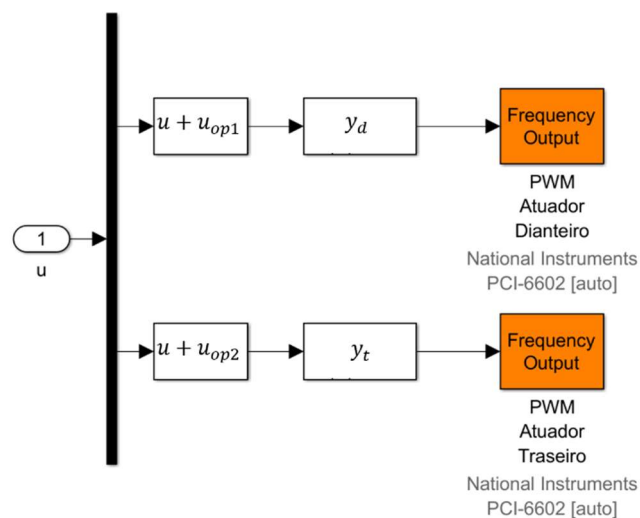 u + u_op1
y_d
Frequency
Output
PWM
Atuador
Dianteiro
National Instruments
PCI-6602 [auto]
1
u
u + u_op2
y_t
Frequency
Output
PWM
Atuador
Traseiro
National Instruments
PCI-6602 [auto]